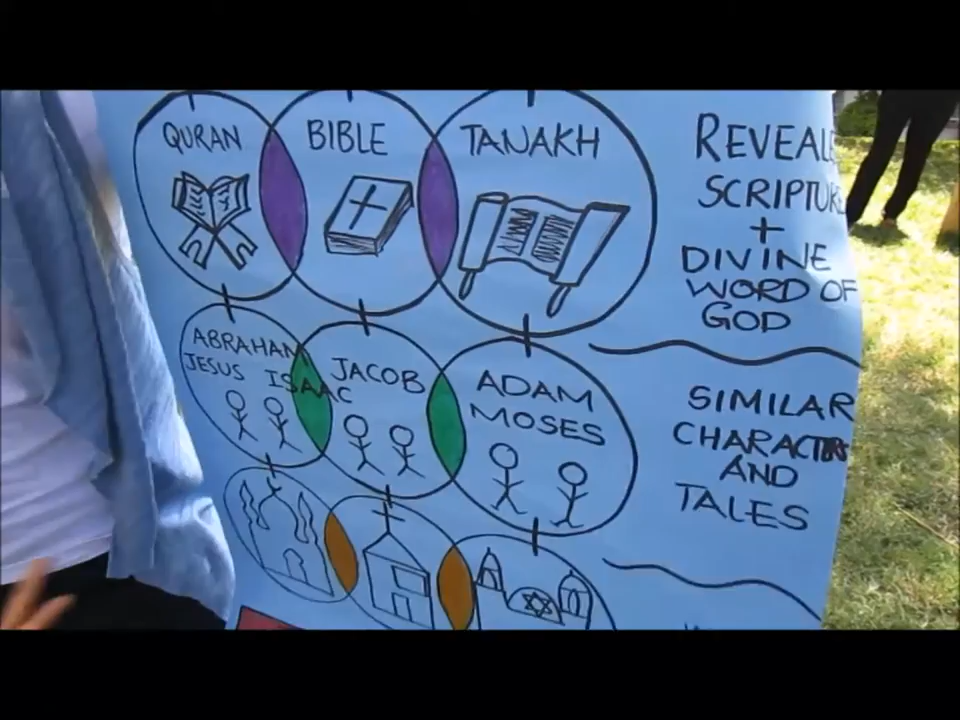 QURAN
BIBLE
TANAKH
REVEALE
SCRIPTURE
+
DIVINE
WORD OF
GOD
ABRAHAM
JESUS ISAAC
JACOB
ADAM
MOSES
SIMILAR
CHARACTERS
AND
TALES